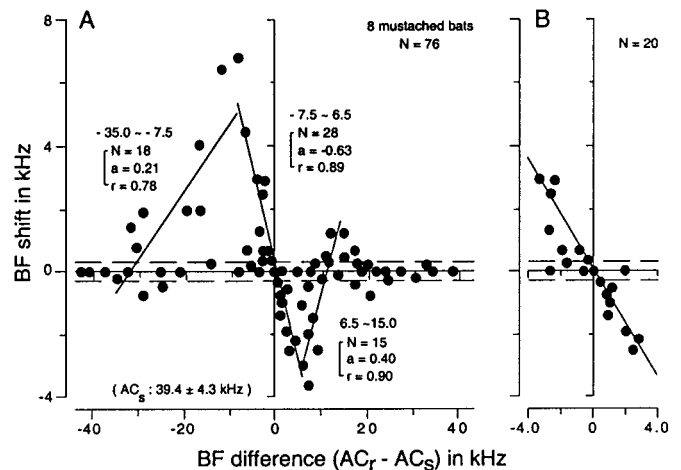 A
8 mustached bats
N = 76
B
N = 20
8
4
0
-4
BF shift in kHz
- 35.0 ~ - 7.5
N = 18
a = 0.21
r = 0.78
- 7.5 ~ 6.5
N = 28
a = -0.63
r = 0.89
6.5 ~15.0
N = 15
a = 0.40
r = 0.90
( ACs : 39.4 ± 4.3 kHz )
-40 -20 0 20 40
-4.0 0 4.0
BF difference (ACr - ACs) in kHz